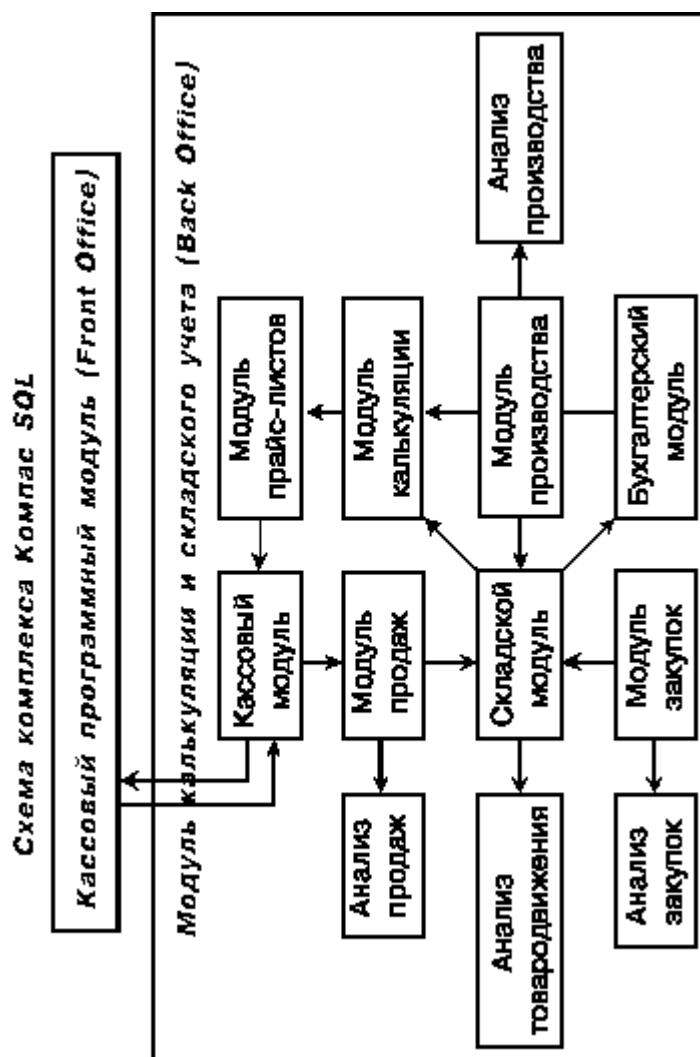 Схема комплекса Компас SQL
Кассовый программный модуль (Front Office)
Модуль калькуляции и складского учета (Back Office)
Кассовый
модуль
Модуль
прайс-листов
Анализ
продаж
Модуль
продаж
Модуль
калькуляции
Анализ
товародвижения
Складской
модуль
Модуль
производства
Анализ
производства
Анализ
закупок
Модуль
закупок
Бухгалтерский
модуль